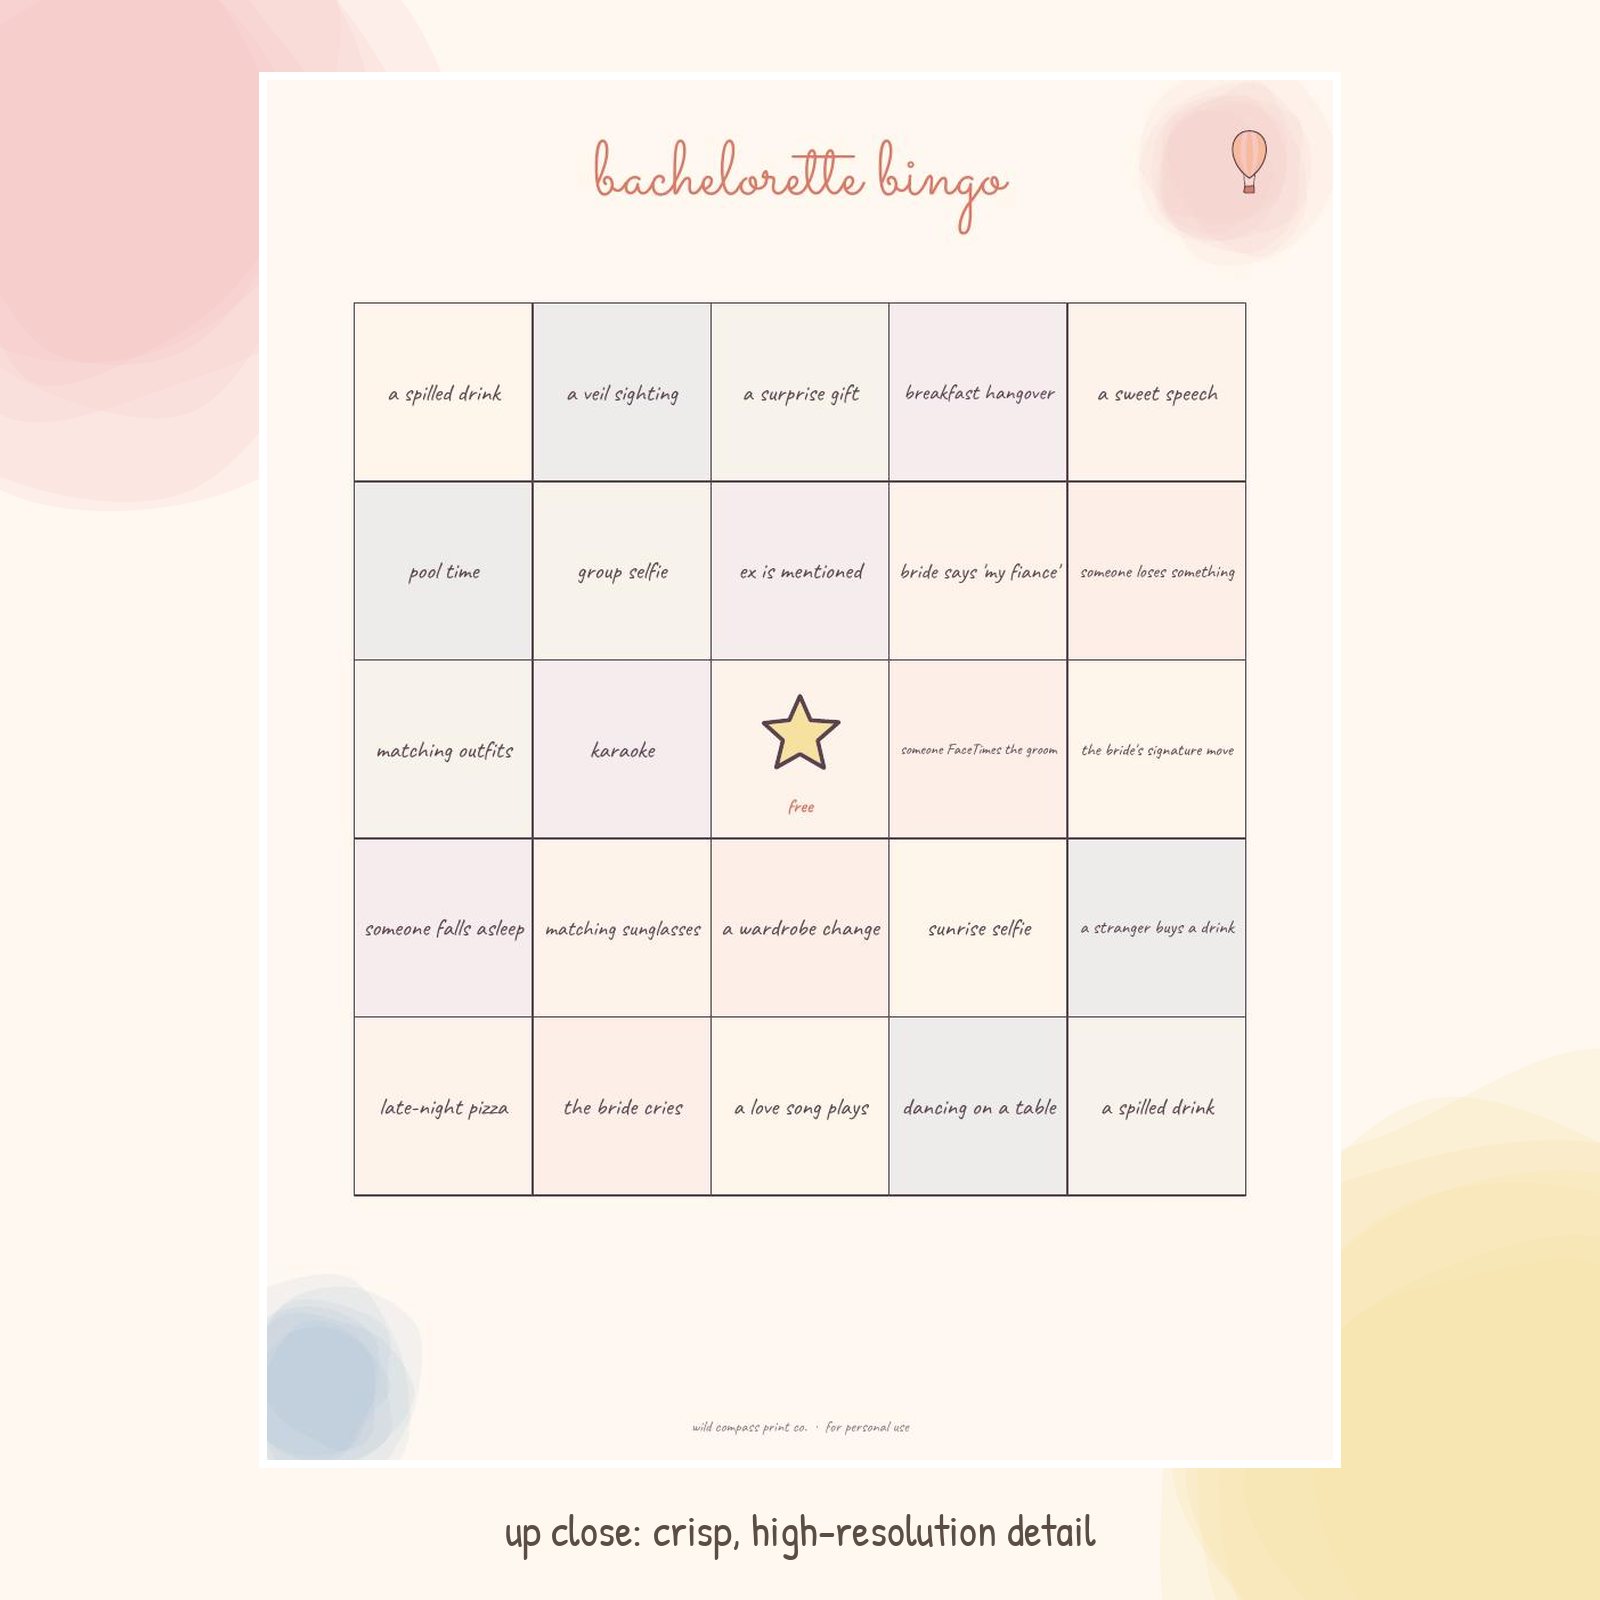 bachelorette bingo
a spilled drink
a veil sighting
a surprise gift
breakfast hangover
a sweet speech
pool time
group selfie
ex is mentioned
bride says 'my fiance'
someone loses something
matching outfits
karaoke
free
someone FaceTimes the groom
the bride's signature move
someone falls asleep
matching sunglasses
a wardrobe change
sunrise selfie
a stranger buys a drink
late-night pizza
the bride cries
a love song plays
dancing on a table
a spilled drink
wild compass print co. · for personal use
up close: crisp, high-resolution detail